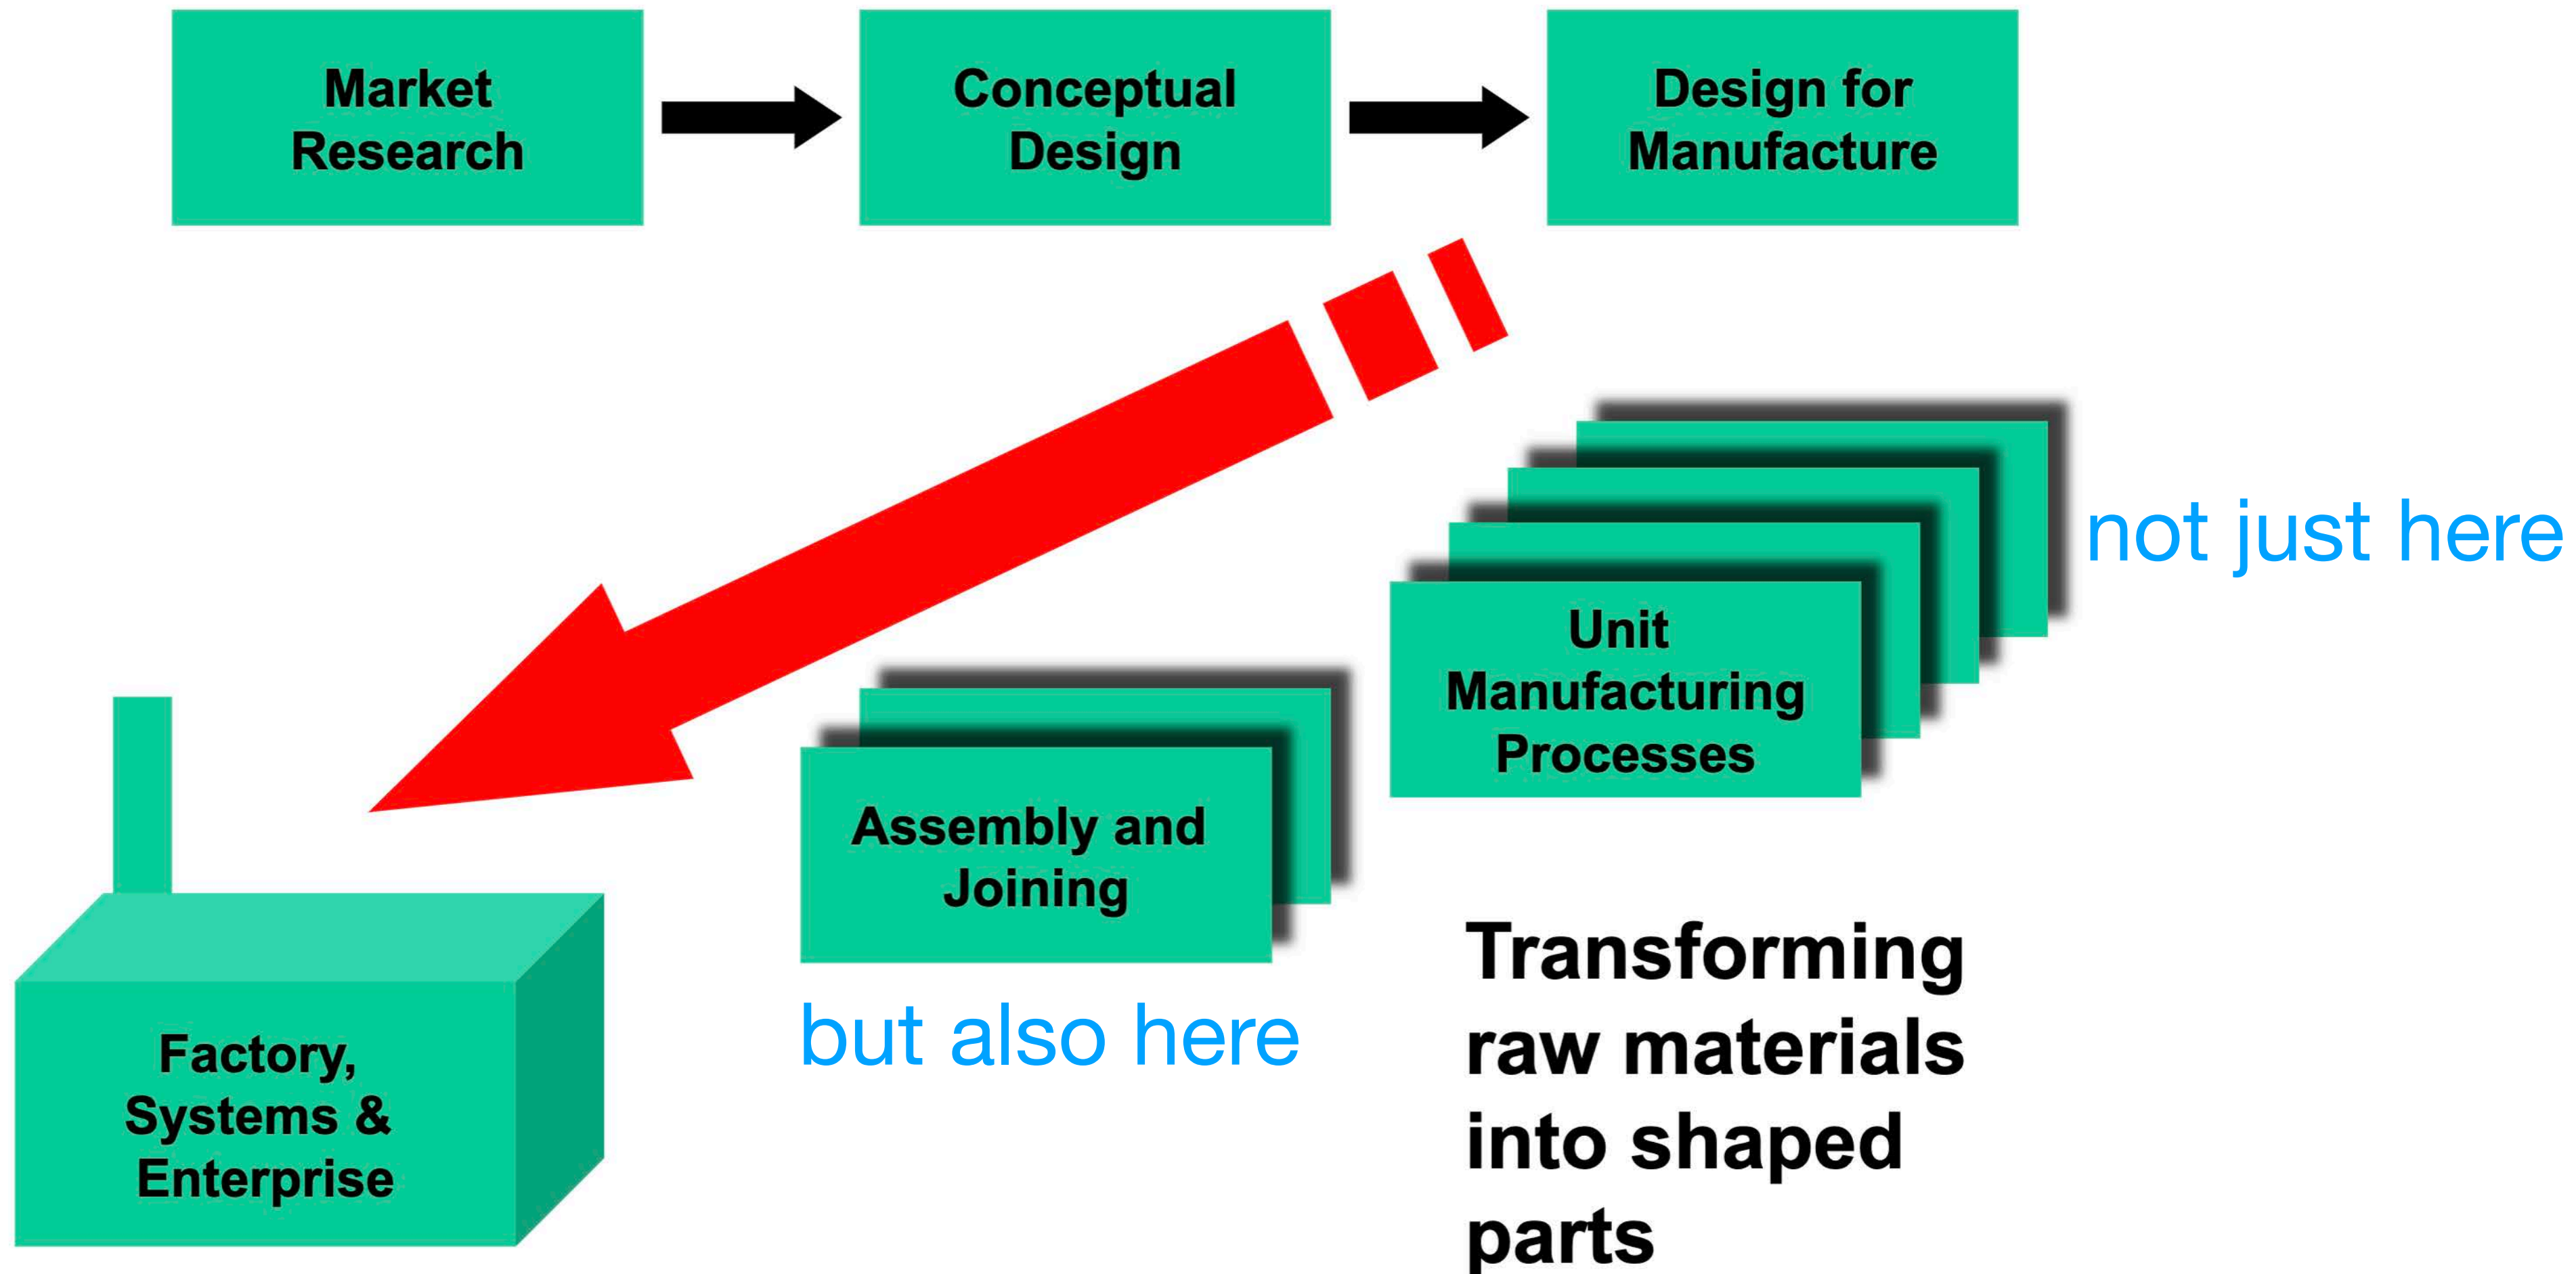 Market
Research
Conceptual
Design
Design for
Manufacture
not just here
Unit
Manufacturing
Processes
Assembly and
Joining
but also here
Factory,
Systems &
Enterprise
Transforming
raw materials
into shaped
parts